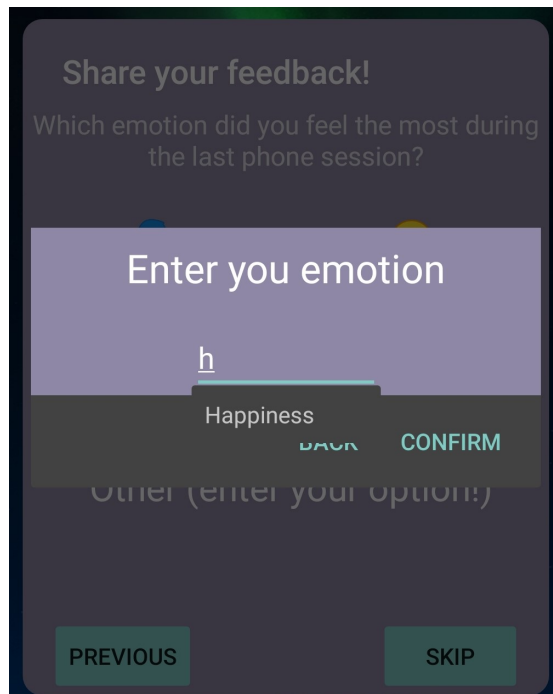 Share your feedback!
Which emotion did you feel the most during
the last phone session?
Enter you emotion
h
Happiness
BACK
CONFIRM
Other (enter your option!)
PREVIOUS
SKIP